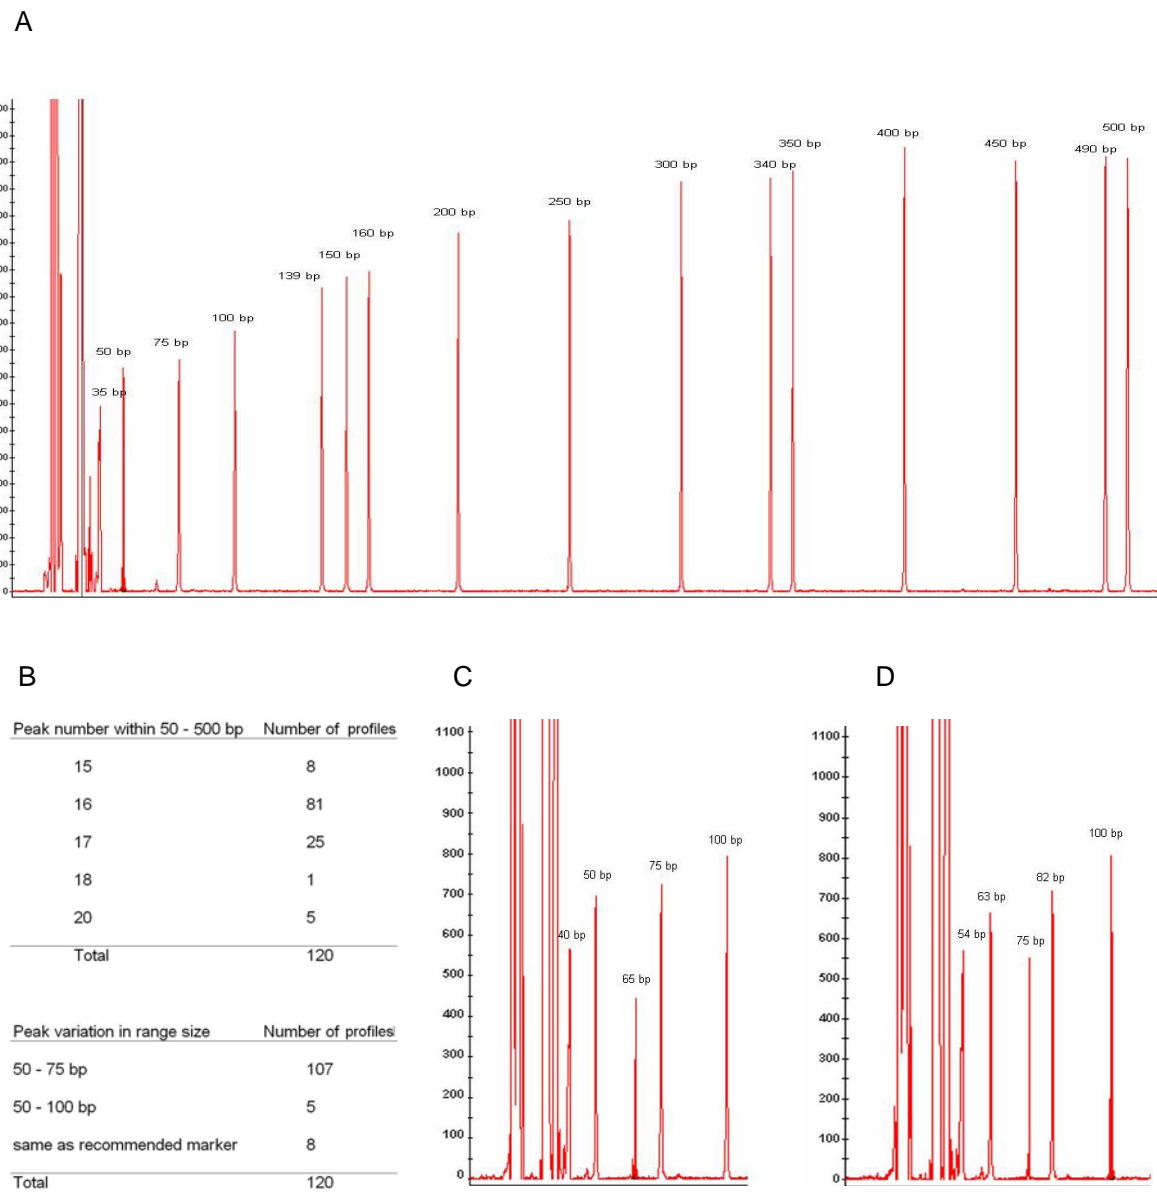 A
500 bp
400 bp
350 bp
450 bp
490 bp
300 bp
340 bp
250 bp
200 bp
160 bp
150 bp
139 bp
100 bp
75 bp
50 bp
35 bp
0
B
Peak number within 50 - 500 bp Number of profiles
15 8
16 81
17 25
18 1
20 5
Total 120
Peak variation in range size Number of profiles
50 - 75 bp 107
50 - 100 bp 5
same as recommended marker 8
Total 120
C
1100
1000
900
800
700
600
500
400
300
200
100
0
100 bp
75 bp
50 bp
40 bp
65 bp
D
1100
1000
900
800
700
600
500
400
300
200
100
0
100 bp
82 bp
63 bp
54 bp
75 bp